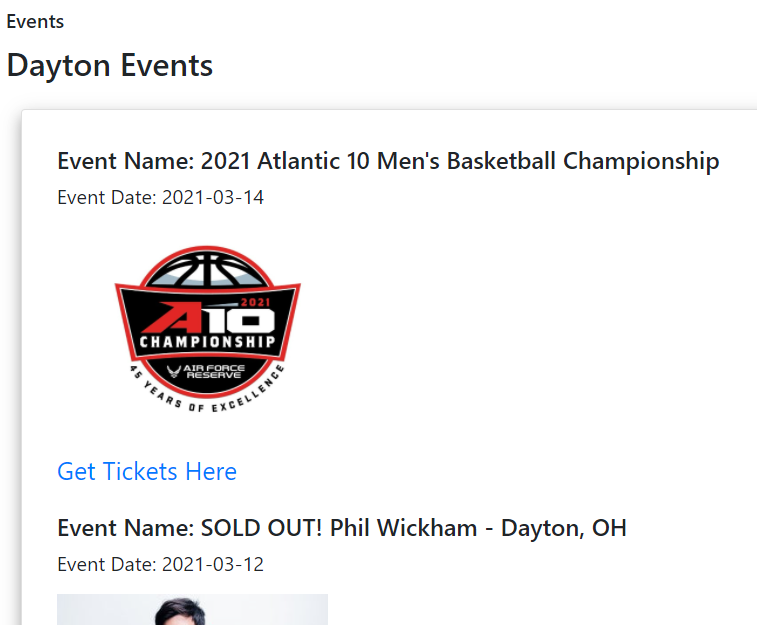 Events
Dayton Events
Event Name: 2021 Atlantic 10 Men's Basketball Championship
Event Date: 2021-03-14
2021
A10
CHAMPIONSHIP
AIR FORCE
RESERVE
45 YEARS OF EXCELLENCE
Get Tickets Here
Event Name: SOLD OUT! Phil Wickham - Dayton, OH
Event Date: 2021-03-12